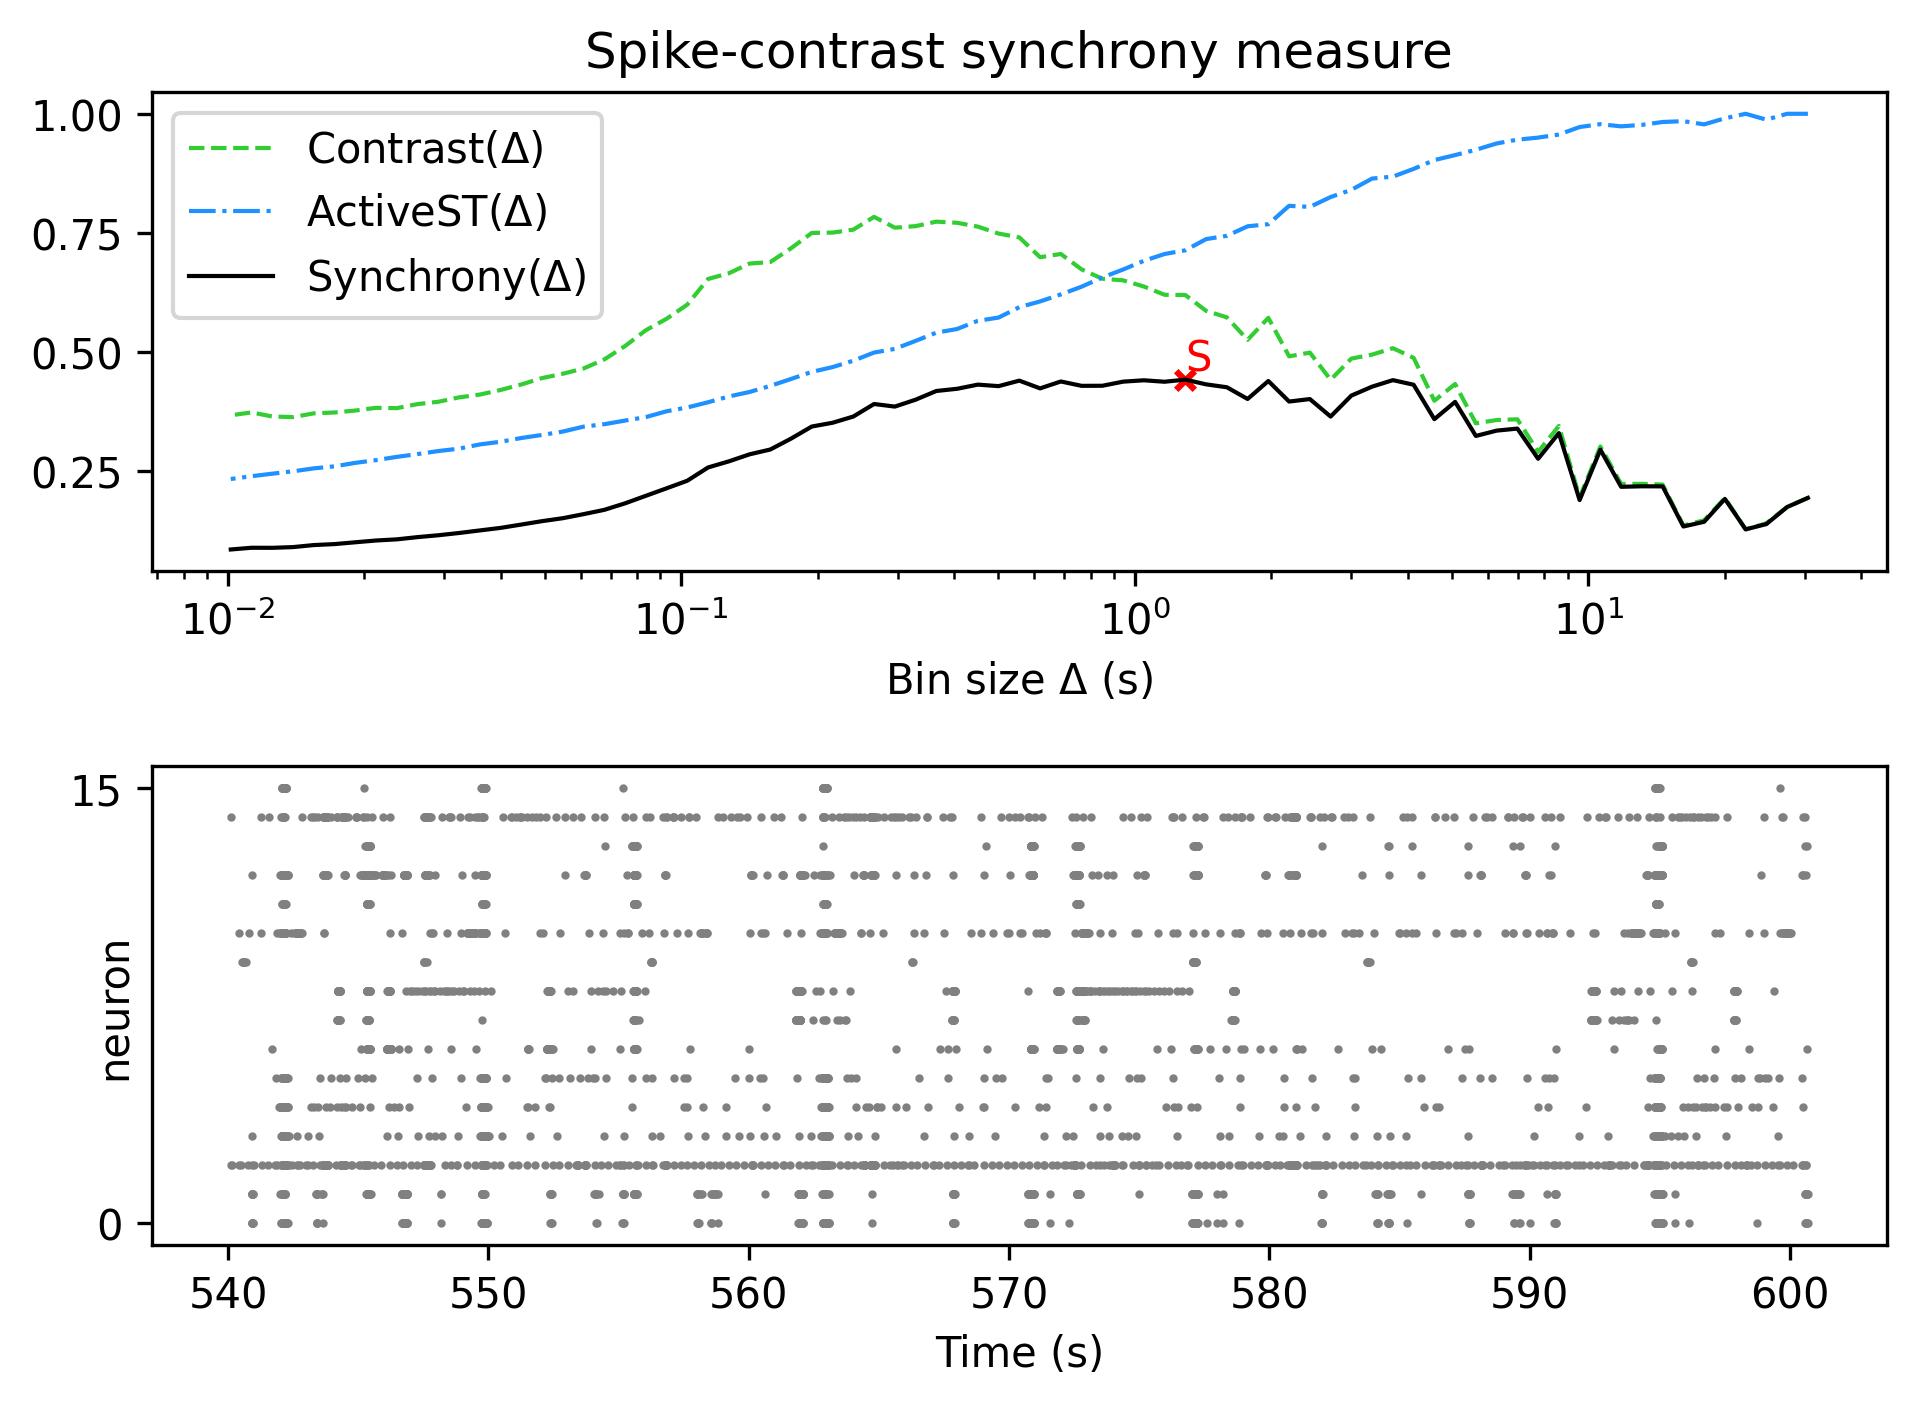 Spike-contrast synchrony measure
1.00
0.75
0.50
0.25
Contrast(Δ)
ActiveST(Δ)
Synchrony(Δ)
S
10⁻² 10⁻¹ 10⁰ 10¹
Bin size Δ (s)
15
0
neuron
540 550 560 570 580 590 600
Time (s)